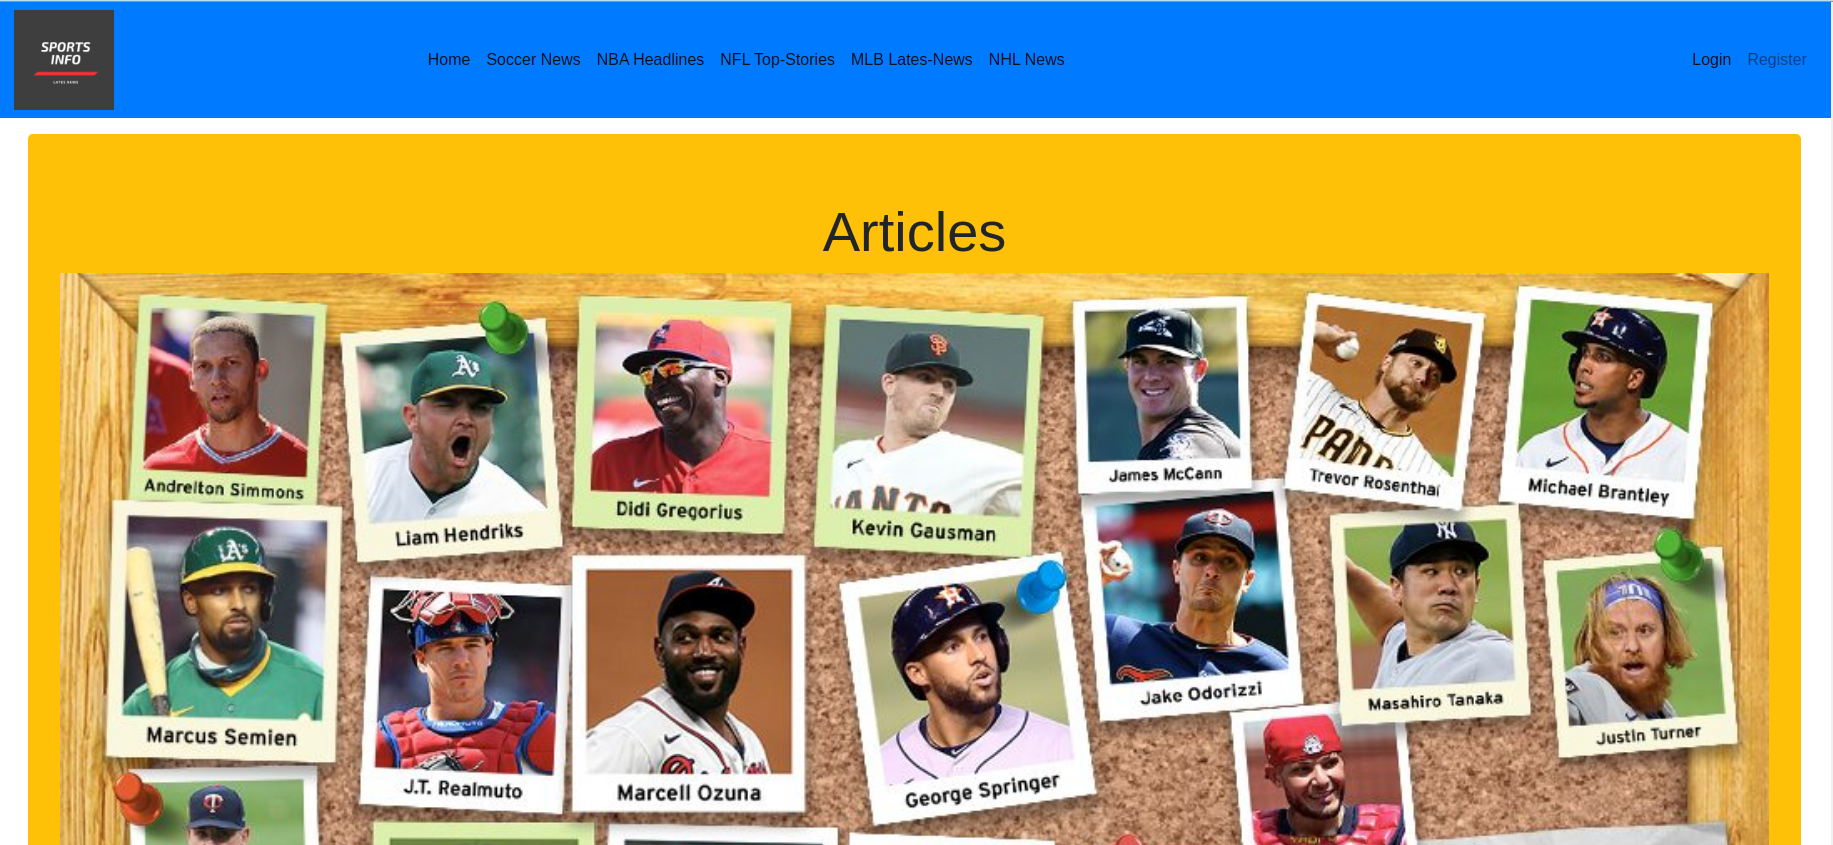 SPORTS
INFO
LATES NEWS
Home Soccer News NBA Headlines NFL Top-Stories MLB Lates-News NHL News
Login Register
Articles
Andrelton Simmons
Liam Hendriks
Didi Gregorius
Kevin Gausman
James McCann
Trevor Rosenthal
Michael Brantley
Marcus Semien
J.T. Realmuto
Marcell Ozuna
George Springer
Jake Odorizzi
Masahiro Tanaka
Justin Turner